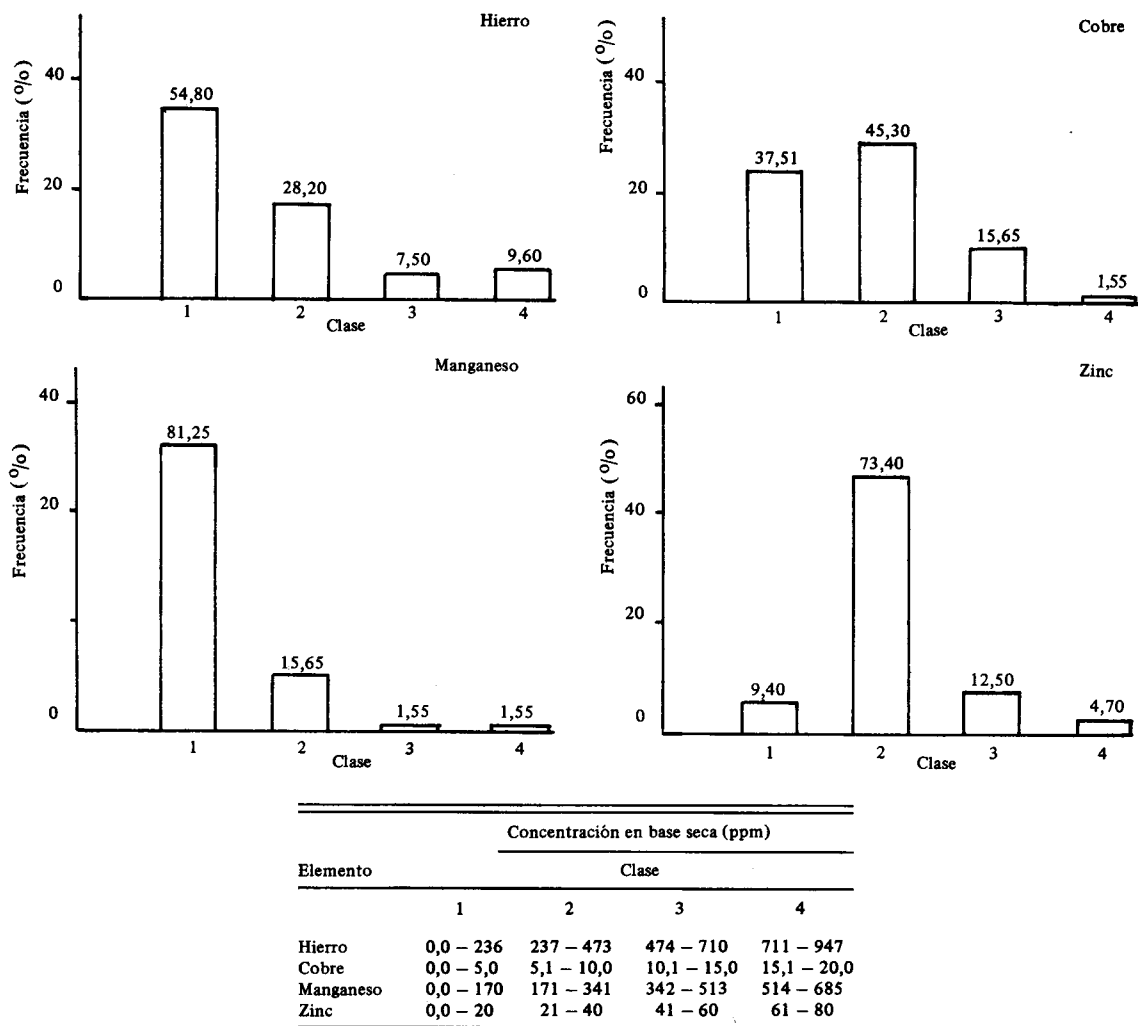 Hierro
Frecuencia (%)
40
20
0
54,80
28,20
7,50
9,60
1
2
3
4
Clase
Cobre
Frecuencia (%)
40
20
0
37,51
45,30
15,65
1,55
1
2
3
4
Clase
Manganeso
Frecuencia (%)
40
20
0
81,25
15,65
1,55
1,55
1
2
3
4
Clase
Zinc
Frecuencia (%)
60
40
20
0
9,40
73,40
12,50
4,70
1
2
3
4
Clase
Concentración en base seca (ppm)
Elemento Clase
1 2 3 4
Hierro 0,0 – 236 237 – 473 474 – 710 711 – 947
Cobre 0,0 – 5,0 5,1 – 10,0 10,1 – 15,0 15,1 – 20,0
Manganeso 0,0 – 170 171 – 341 342 – 513 514 – 685
Zinc 0,0 – 20 21 – 40 41 – 60 61 – 80